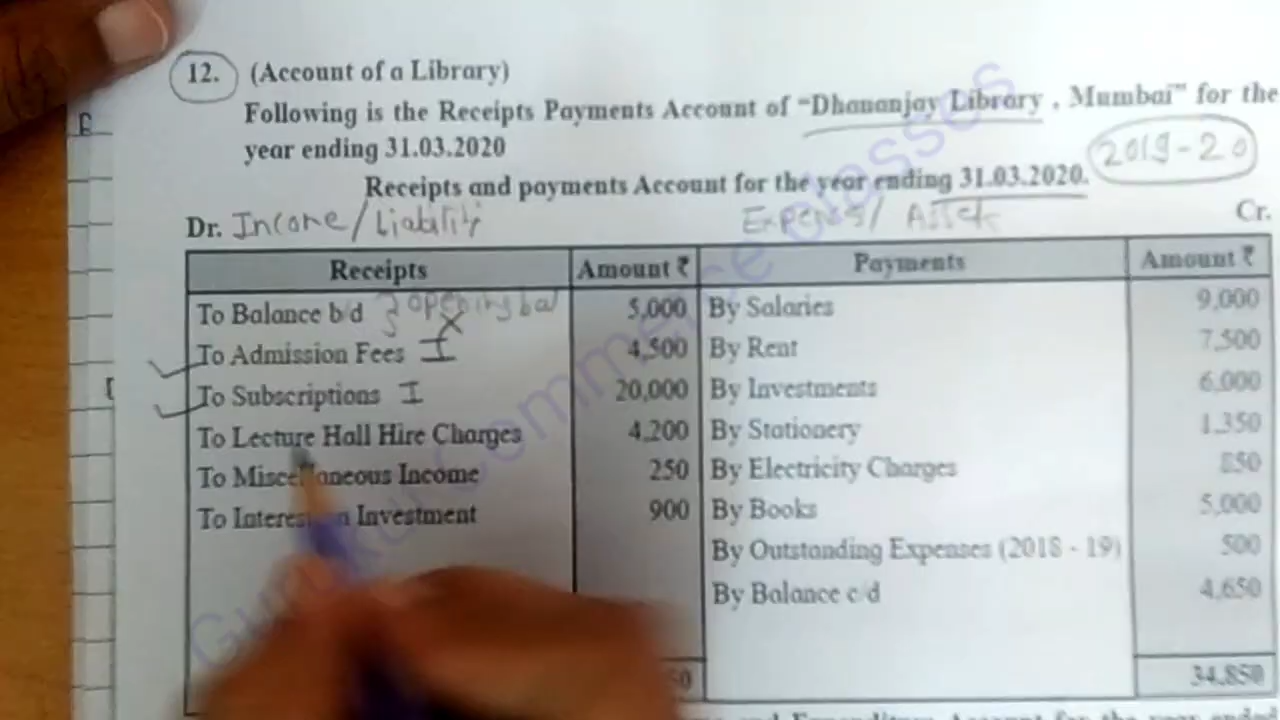 12. (Account of a Library)
Following is the Receipts Payments Account of "Dhananjay Library , Mumbai" for the
year ending 31.03.2020
2019-20
Receipts and payments Account for the year ending 31.03.2020.
Dr. Income/Liability Expenses/ Assets Cr.
Receipts Amount ₹ Payments Amount ₹
To Balance b/d opening bal 5,000 By Salaries 9,000
To Admission Fees I 4,500 By Rent 7,500
To Subscriptions I 20,000 By Investments 6,000
To Lecture Hall Hire Charges 4,200 By Stationery 1,350
To Miscellaneous Income 250 By Electricity Charges 850
To Interest Investment 900 By Books 5,000
By Outstanding Expenses (2018 - 19) 500
By Balance c/d 4,650
34,850